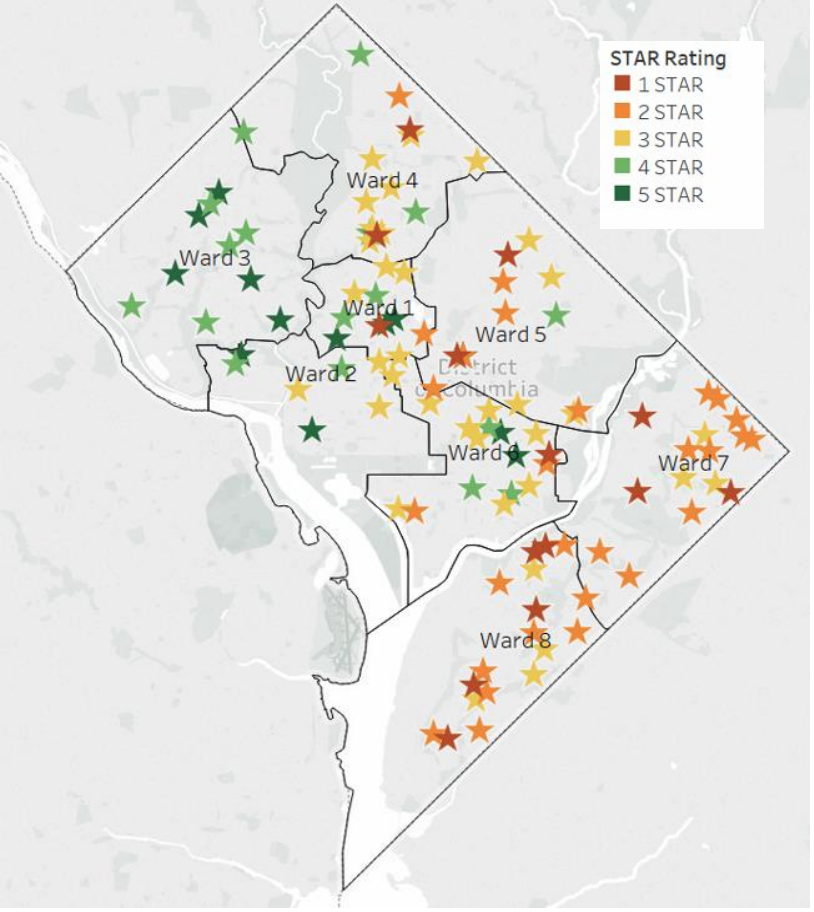 STAR Rating
1 STAR
2 STAR
3 STAR
4 STAR
5 STAR
Ward 4
Ward 3
Ward 1
Ward 5
District
of Columbia
Ward 2
Ward 6
Ward 7
Ward 8